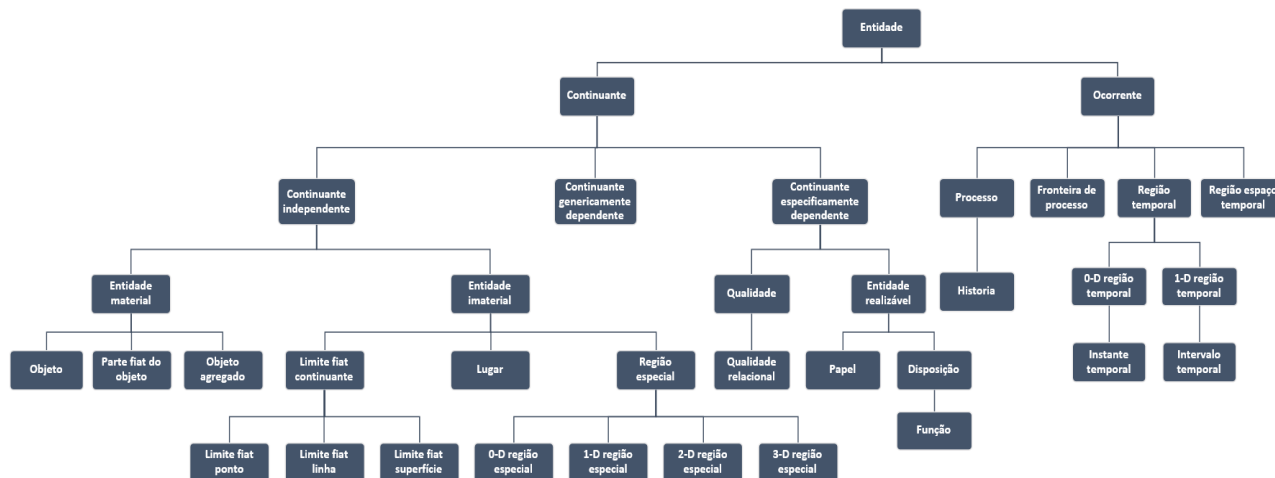 Entidade
Continuante
Ocorrente
Continuante
independente
Continuante
genericamente
dependente
Continuante
especificamente
dependente
Processo
Fronteira de
processo
Região
temporal
Região espaço
temporal
Entidade
material
Entidade
imaterial
Qualidade
Entidade
realizável
Historia
0-D região
temporal
1-D região
temporal
Objeto
Parte fiat do
objeto
Objeto
agregado
Limite fiat
continuante
Lugar
Região
especial
Qualidade
relacional
Papel
Disposição
Instante
temporal
Intervalo
temporal
Função
Limite fiat
ponto
Limite fiat
linha
Limite fiat
superfície
0-D região
especial
1-D região
especial
2-D região
especial
3-D região
especial